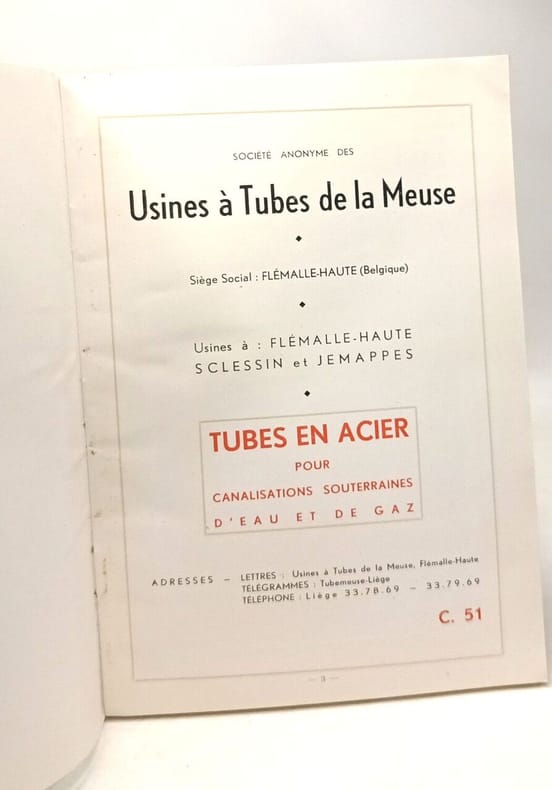 SOCIÉTÉ ANONYME DES
Usines à Tubes de la Meuse
Siège Social : FLÉMALLE-HAUTE (Belgique)
Usines à : FLÉMALLE-HAUTE
SCLESSIN et JEMAPPES
TUBES EN ACIER
POUR
CANALISATIONS SOUTERRAINES
D'EAU ET DE GAZ
ADRESSES — LETTRES : Usines à Tubes de la Meuse, Flémalle-Haute
TÉLÉGRAMMES : Tubemeuse-Liège
TÉLÉPHONE : Liège 33.78.69 — 33.79.69
C. 51
— 3 —